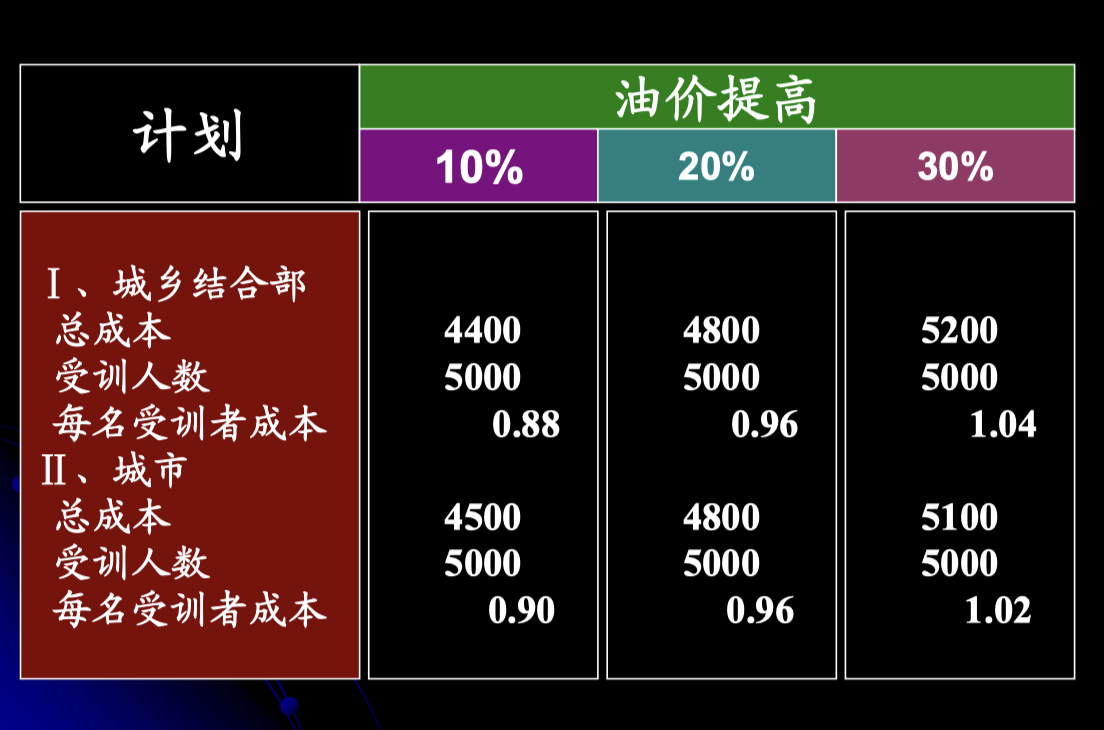 计划
油价提高
10% 20% 30%
Ⅰ、城乡结合部
总成本 4400 4800 5200
受训人数 5000 5000 5000
每名受训者成本 0.88 0.96 1.04
Ⅱ、城市
总成本 4500 4800 5100
受训人数 5000 5000 5000
每名受训者成本 0.90 0.96 1.02